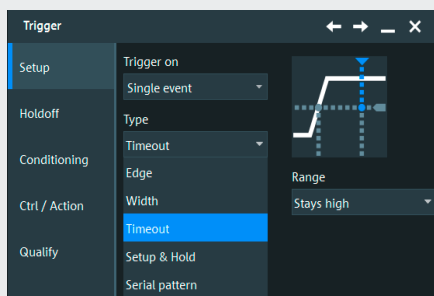 Trigger
Setup
Holdoff
Conditioning
Ctrl / Action
Qualify
Trigger on
Single event
Type
Timeout
Edge
Width
Timeout
Setup & Hold
Serial pattern
Range
Stays high